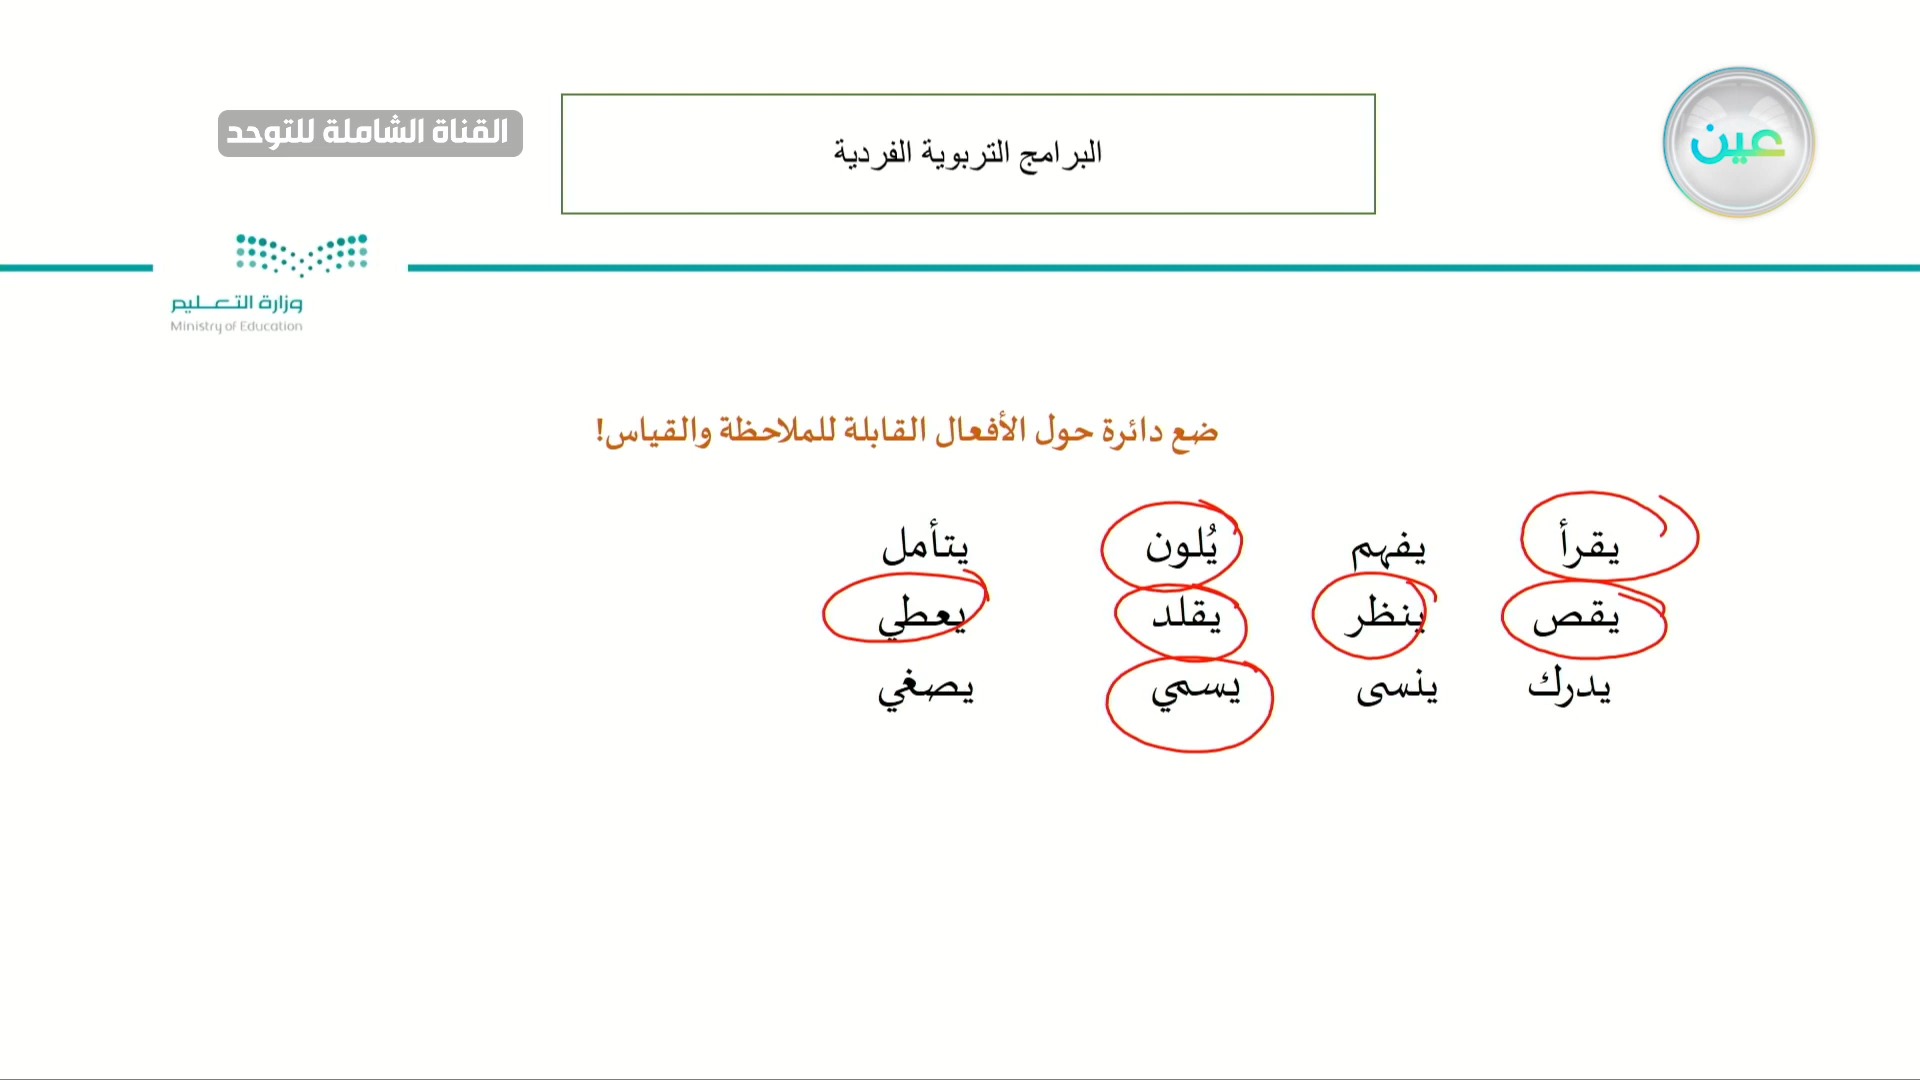 القناة الشاملة للتوحد
البرامج التربوية الفردية
عين
وزارة التعليم
Ministry of Education
ضع دائرة حول الأفعال القابلة للملاحظة والقياس!
يقرأ يفهم يُلون يتأمل
يقص ينظر يقلد يعطي
يدرك ينسى يسمي يصغي